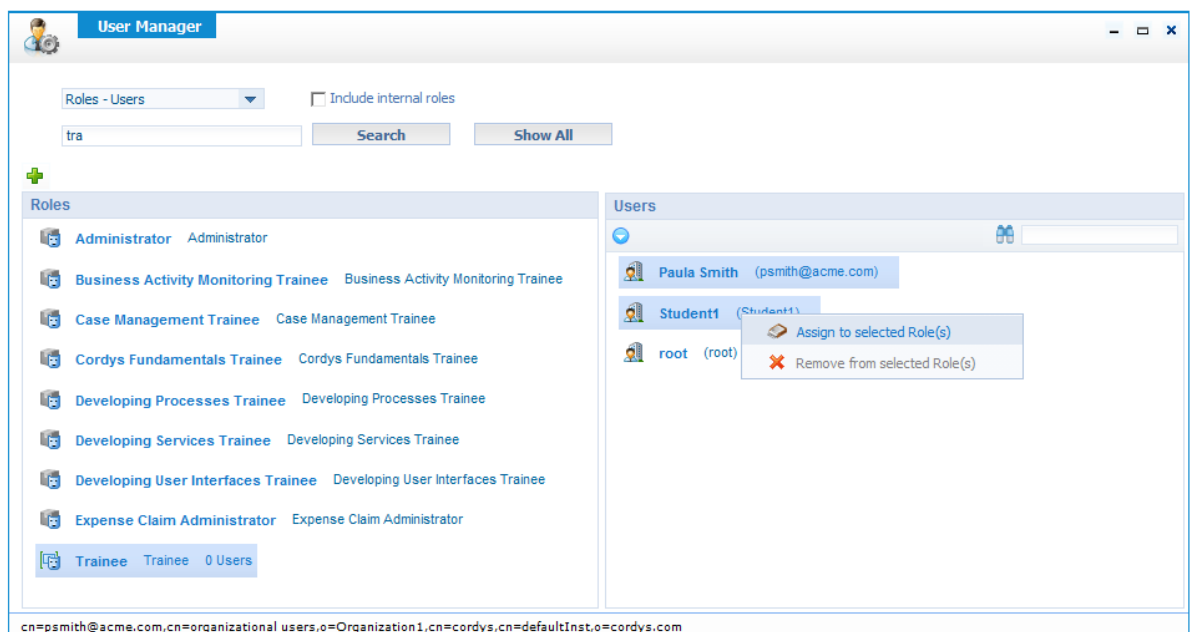 User Manager
Roles - Users
Include internal roles
tra
Search
Show All
Roles
Administrator Administrator
Business Activity Monitoring Trainee Business Activity Monitoring Trainee
Case Management Trainee Case Management Trainee
Cordys Fundamentals Trainee Cordys Fundamentals Trainee
Developing Processes Trainee Developing Processes Trainee
Developing Services Trainee Developing Services Trainee
Developing User Interfaces Trainee Developing User Interfaces Trainee
Expense Claim Administrator Expense Claim Administrator
Trainee Trainee 0 Users
Users
Paula Smith (psmith@acme.com)
Student1 (Student1)
root (root)
Assign to selected Role(s)
Remove from selected Role(s)
cn=psmith@acme.com,cn=organizational users,o=Organization1,cn=cordys,cn=defaultInst,o=cordys.com